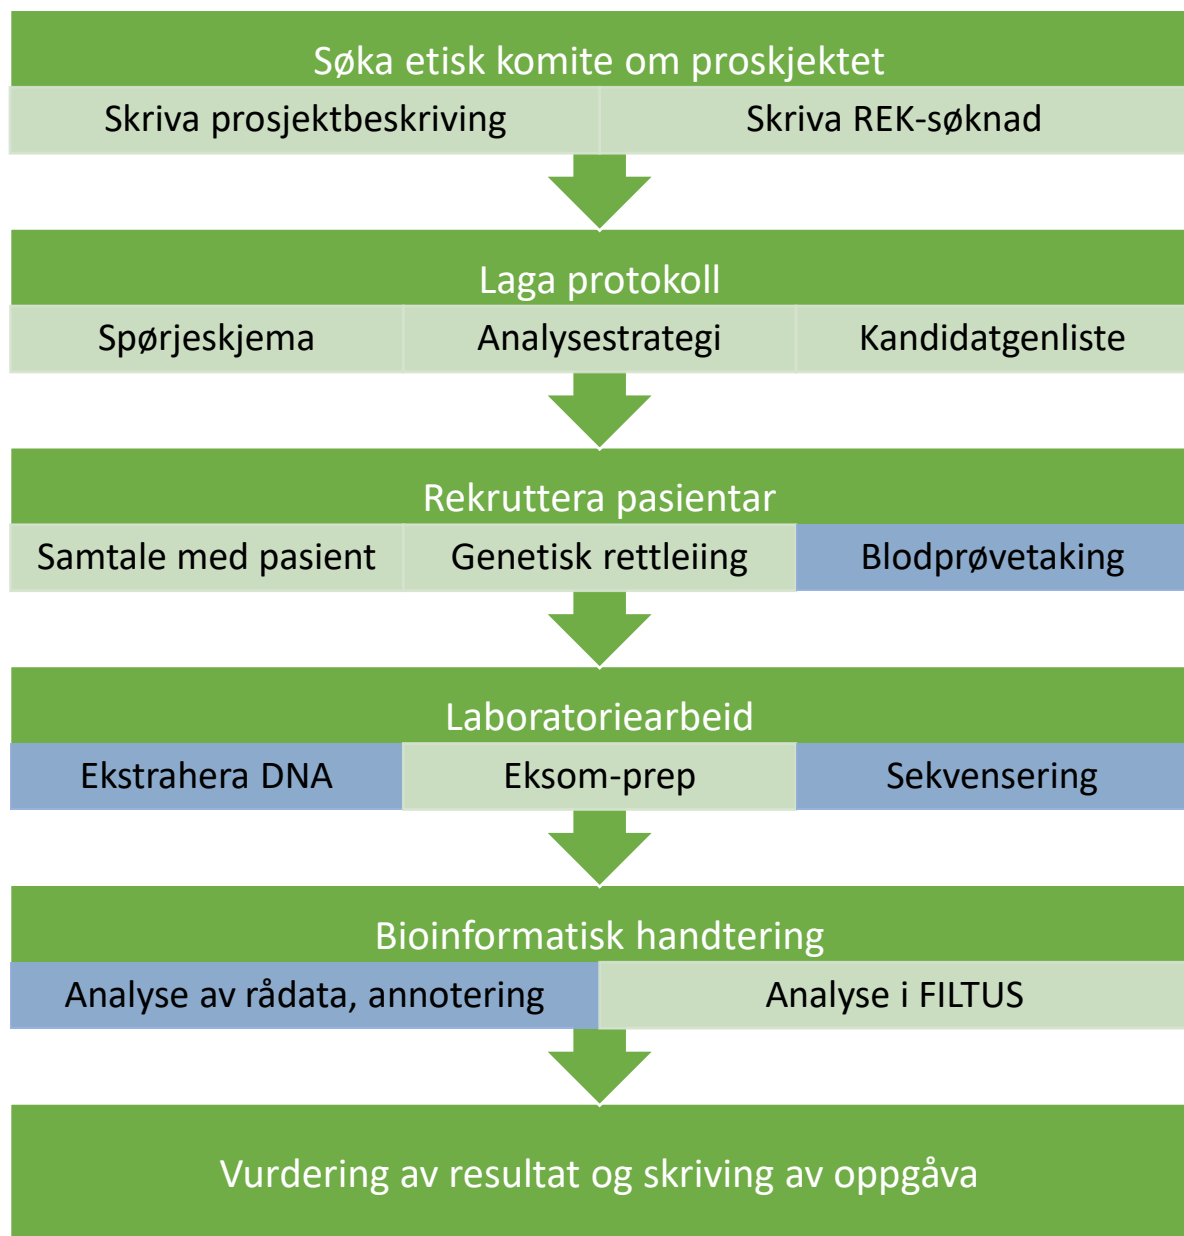 Søka etisk komite om proskjektet
Skriva prosjektbeskriving
Skriva REK-søknad
Laga protokoll
Spørjeskjema
Analysestrategi
Kandidatgenliste
Rekruttera pasientar
Samtale med pasient
Genetisk rettleiing
Blodprøvetaking
Laboratoriearbeid
Ekstrahera DNA
Eksom-prep
Sekvensering
Bioinformatisk handtering
Analyse av rådata, annotering
Analyse i FILTUS
Vurdering av resultat og skriving av oppgåva